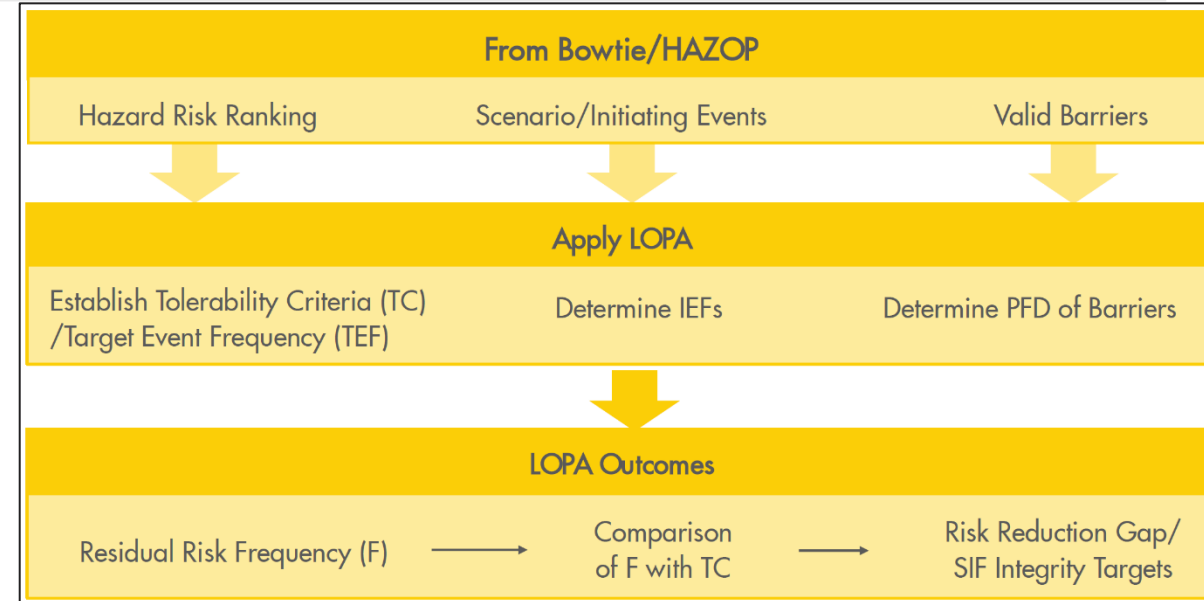 From Bowtie/HAZOP
Hazard Risk Ranking
Scenario/Initiating Events
Valid Barriers
Apply LOPA
Establish Tolerability Criteria (TC)
/Target Event Frequency (TEF)
Determine IEFs
Determine PFD of Barriers
LOPA Outcomes
Residual Risk Frequency (F)
Comparison
of F with TC
Risk Reduction Gap/
SIF Integrity Targets